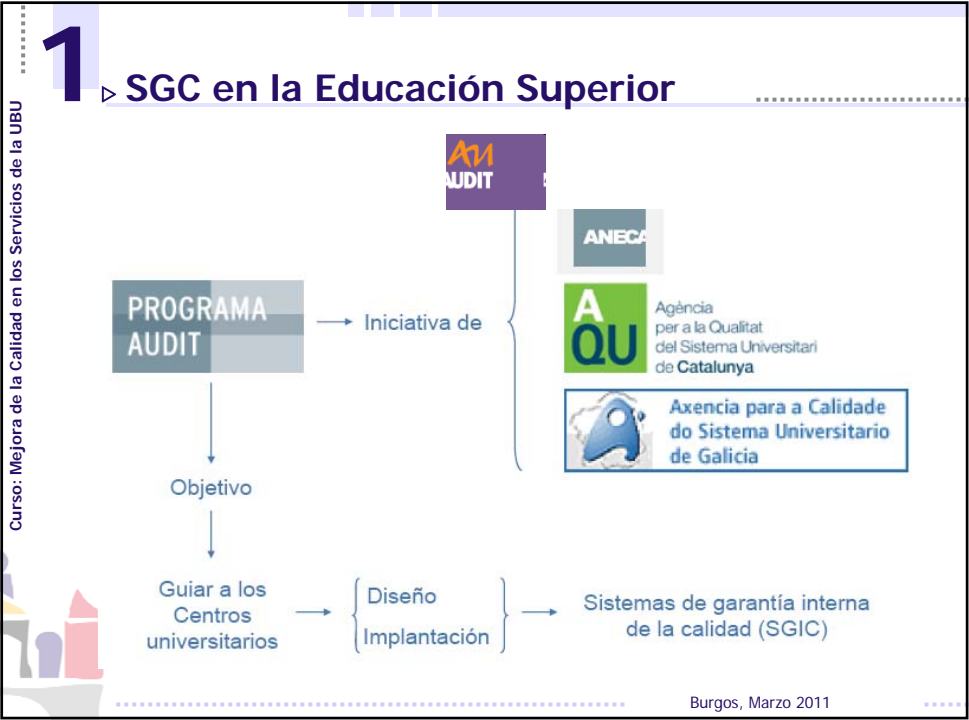 1
▷ SGC en la Educación Superior
Curso: Mejora de la Calidad en los Servicios de la UBU
AUDIT
ANECA
PROGRAMA
AUDIT
Iniciativa de
AQU
Agència
per a la Qualitat
del Sistema Universitari
de Catalunya
Axencia para a Calidade
do Sistema Universitario
de Galicia
Objetivo
Guiar a los
Centros
universitarios
Diseño
Implantación
Sistemas de garantía interna
de la calidad (SGIC)
Burgos, Marzo 2011